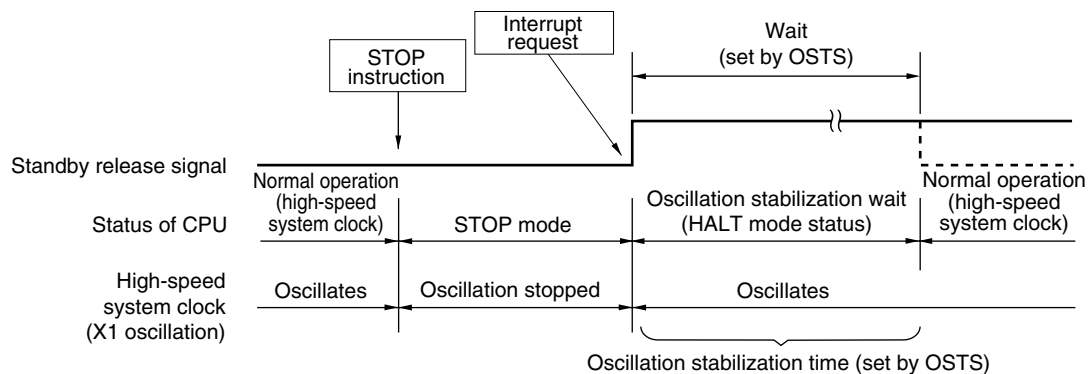 Interrupt
request
Wait
(set by OSTS)
STOP
instruction
Standby release signal
Normal operation
(high-speed
system clock)
Oscillation stabilization wait
(HALT mode status)
Normal operation
(high-speed
system clock)
Status of CPU
STOP mode
High-speed
system clock
(X1 oscillation)
Oscillates
Oscillation stopped
Oscillates
Oscillation stabilization time (set by OSTS)